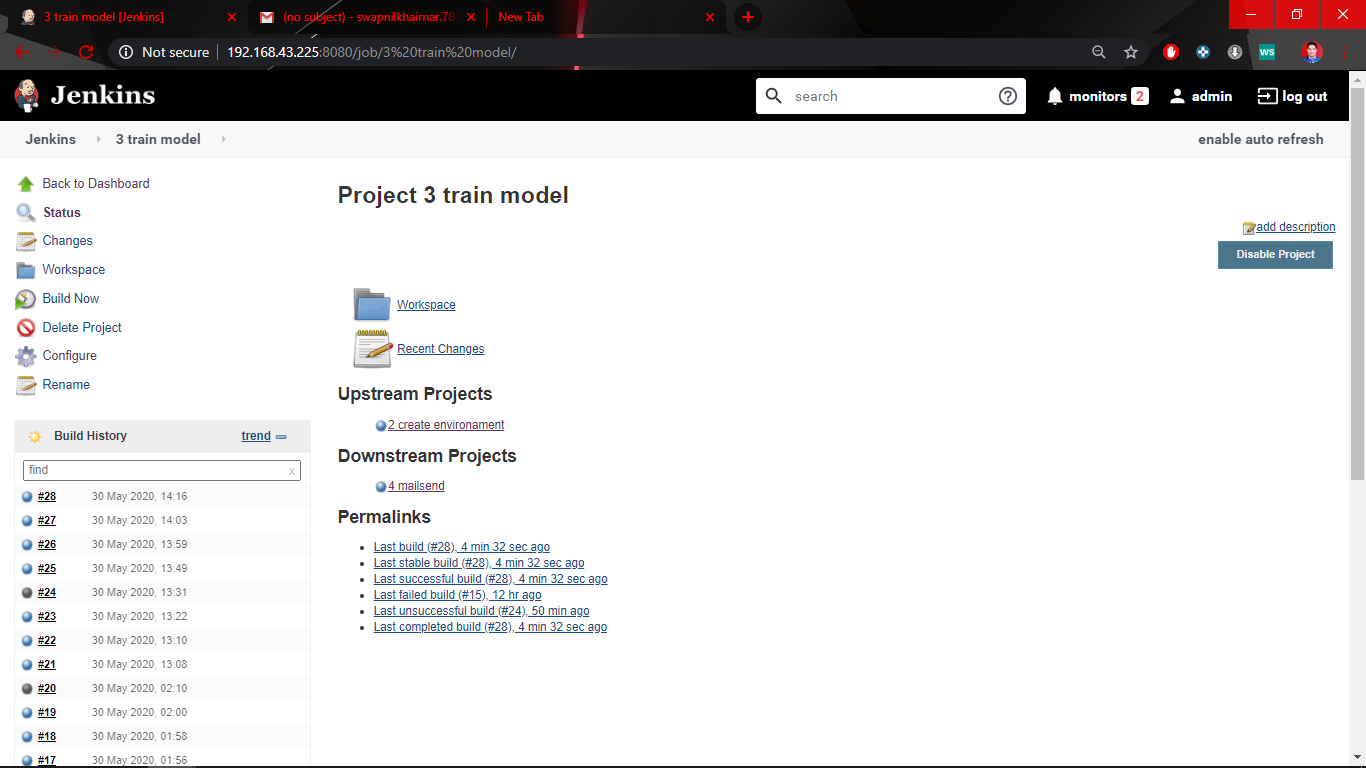 3 train model [Jenkins]
(no subject) - swapnilkhairnar.78
New Tab
Not secure 192.168.43.225:8080/job/3%20train%20model/
WS
Jenkins
search
monitors 2
admin
log out
Jenkins
3 train model
enable auto refresh
Back to Dashboard
Status
Changes
Workspace
Build Now
Delete Project
Configure
Rename
Build History
trend
find x
#28 30 May 2020, 14:16
#27 30 May 2020, 14:03
#26 30 May 2020, 13:59
#25 30 May 2020, 13:49
#24 30 May 2020, 13:31
#23 30 May 2020, 13:22
#22 30 May 2020, 13:10
#21 30 May 2020, 13:08
#20 30 May 2020, 02:10
#19 30 May 2020, 02:00
#18 30 May 2020, 01:58
#17 30 May 2020, 01:56
Project 3 train model
add description
Disable Project
Workspace
Recent Changes
Upstream Projects
2 create environament
Downstream Projects
4 mailsend
Permalinks
Last build (#28), 4 min 32 sec ago
Last stable build (#28), 4 min 32 sec ago
Last successful build (#28), 4 min 32 sec ago
Last failed build (#15), 12 hr ago
Last unsuccessful build (#24), 50 min ago
Last completed build (#28), 4 min 32 sec ago